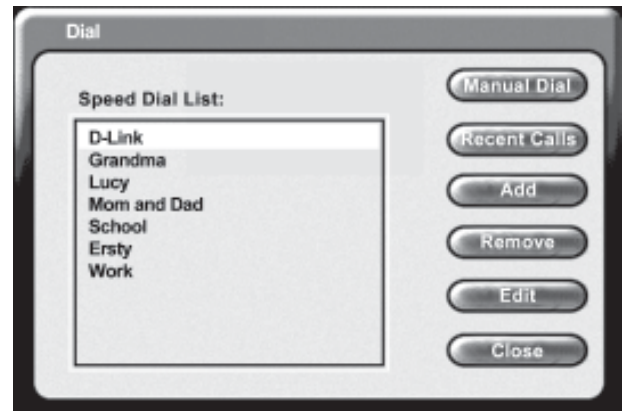 Dial
Speed Dial List:
D-Link
Grandma
Lucy
Mom and Dad
School
Ersty
Work
Manual Dial
Recent Calls
Add
Remove
Edit
Close